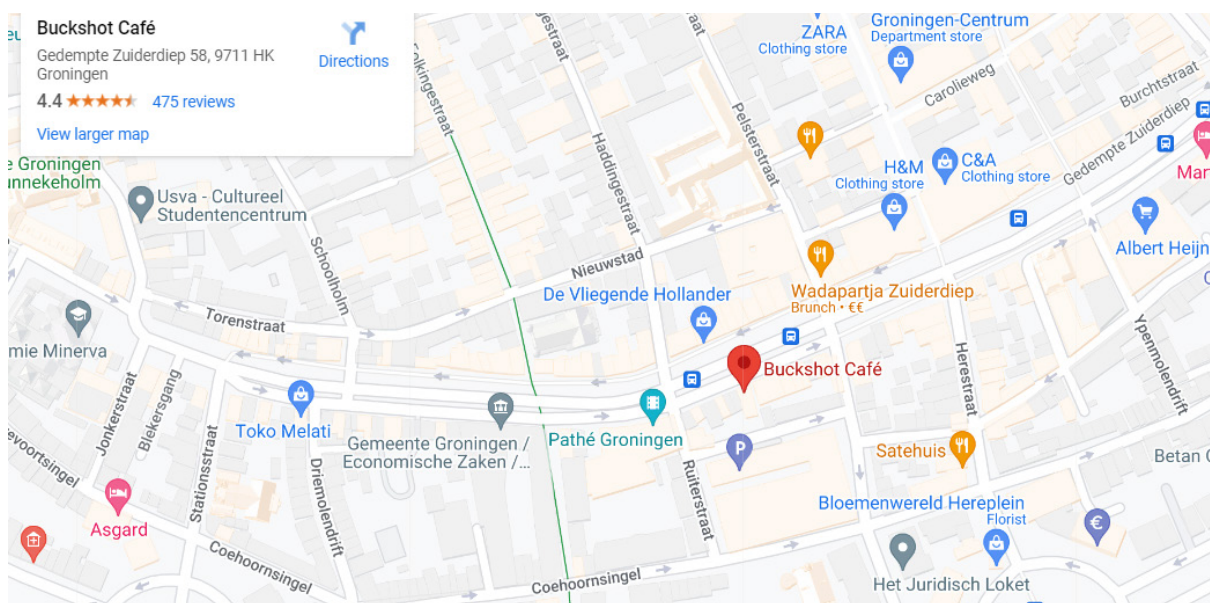 Buckshot Café
Gedempte Zuiderdiep 58, 9711 HK
Groningen
Directions
4.4
475 reviews
View larger map
ZARA
Clothing store
Groningen-Centrum
Department store
Carolieweg
Burchtstraat
Gedempte Zuiderdiep
Folkingestraat
Haddingestraat
Pelsterstraat
H&M
Clothing store
C&A
Clothing store
Mar
Albert Heijn
e Groningen
unnekeholm
Usva - Cultureel
Studentencentrum
Schoolholm
Nieuwstad
De Vliegende Hollander
Wadapartja Zuiderdiep
Brunch • €€
Torenstraat
mie Minerva
Buckshot Café
Herestraat
Ypenmolendrift
Jonkerstraat
Blekersgang
Toko Melati
Gemeente Groningen /
Economische Zaken /...
Pathé Groningen
P
Satehuis
Betan
evoortsingel
Stationsstraat
Driemolendrift
Ruiterstraat
Asgard
Bloemenwereld Hereplein
Florist
€
Coehoornsingel
Coehoornsingel
Het Juridisch Loket